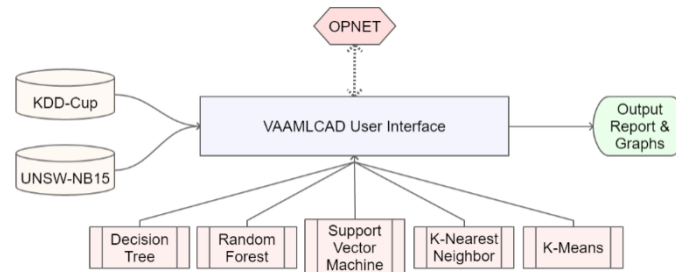 OPNET
KDD-Cup
UNSW-NB15
VAAMLCAD User Interface
Output
Report &
Graphs
Decision
Tree
Random
Forest
Support
Vector
Machine
K-Nearest
Neighbor
K-Means